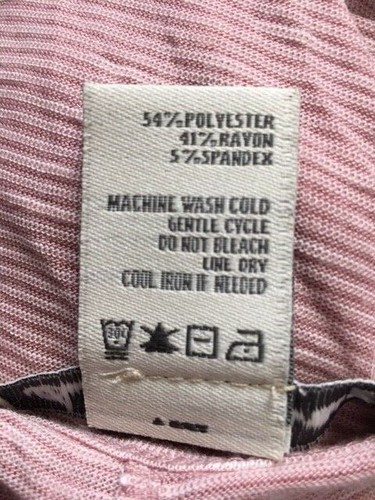 54%POLYESTER
41%RAYON
5%SPANDEX
MACHINE WASH COLD
GENTLE CYCLE
DO NOT BLEACH
LINE DRY
COOL IRON IF NEEDED
30C